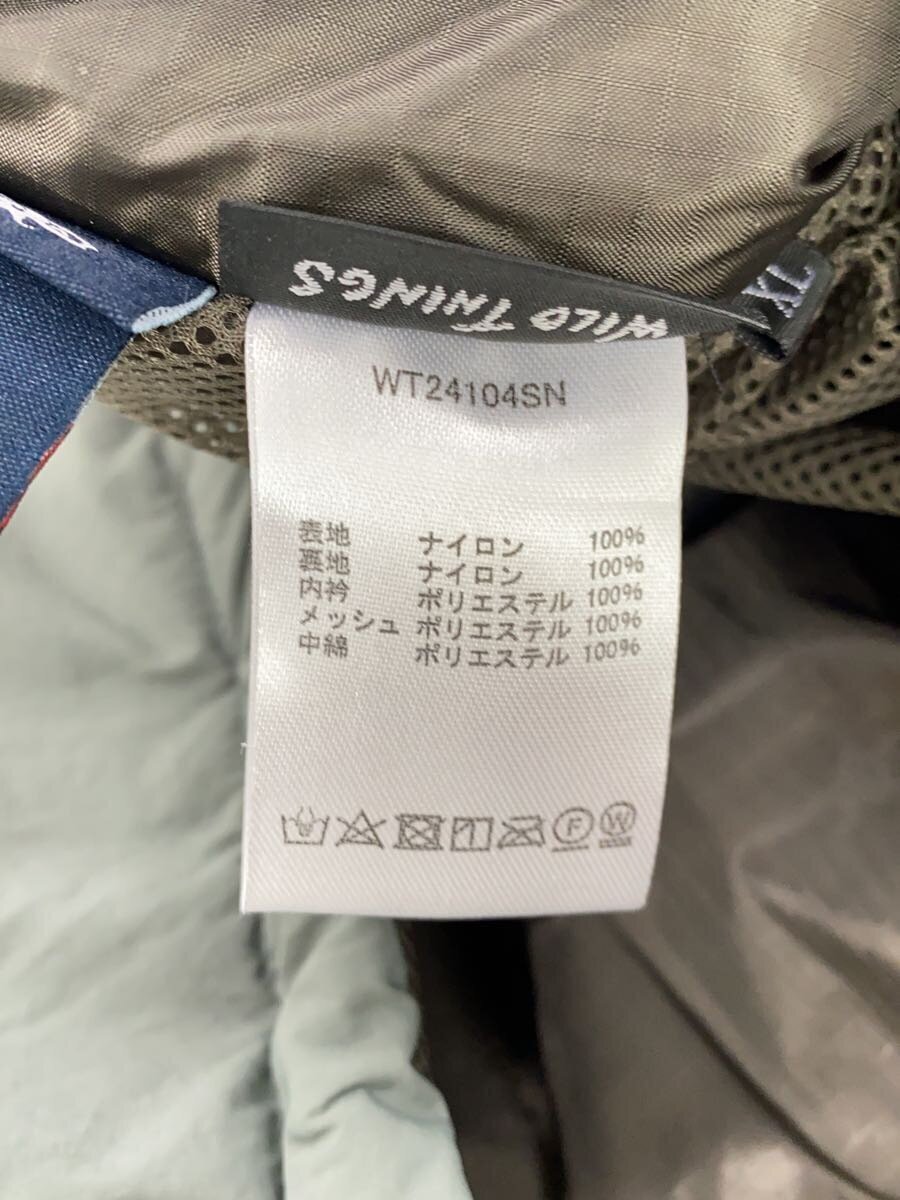 WILD THINGS
XL
WT24104SN
表地 ナイロン 100%
裏地 ナイロン 100%
内衿 ポリエステル 100%
メッシュ ポリエステル 100%
中綿 ポリエステル 100%
F
W